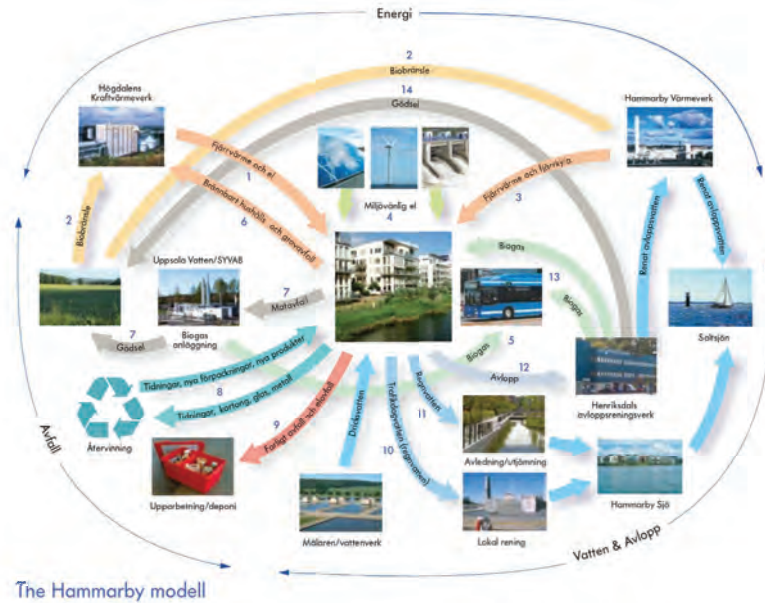 Energi
2
Biobränsle
14
Gödsel
Högdalens
Kraftvärmeverk
Hammarby Värmeverk
Fjärrvärme och el
1
Brännbart hushålls- och grovavfall
6
Miljövänlig el
4
Fjärrvärme och fjärrkyla
3
Renat avloppsvatten
Renat avloppsvatten
2
Biobränsle
Uppsala Vatten/SYVAB
7
Matavfall
Biogas
anläggning
7
Gödsel
Biogas
13
Biogas
Biogas
5
12
Avlopp
Saltsjön
Henriksdals
avloppsreningsverk
Tidningar, nya förpackningar, nya produkter
8
Tidningar, kartong, glas, metall
Återvinning
9
Farligt avfall och elavfall
Dricksvatten
Regnvatten
11
Trafikdagvatten (regnvatten)
10
Avfall
Upparbetning/deponi
Avledning/utjämning
Hammarby Sjö
Mälaren/vattenverk
Lokal rening
Vatten & Avlopp
The Hammarby modell